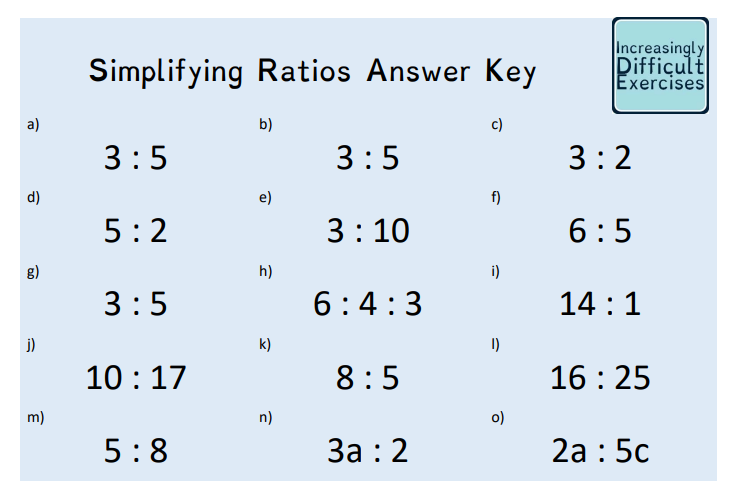 Simplifying Ratios Answer Key
Increasingly
Difficult
Exercises
a) b) c)
3 : 5 3 : 5 3 : 2
d) e) f)
5 : 2 3 : 10 6 : 5
g) h) i)
3 : 5 6 : 4 : 3 14 : 1
j) k) l)
10 : 17 8 : 5 16 : 25
m) n) o)
5 : 8 3a : 2 2a : 5c